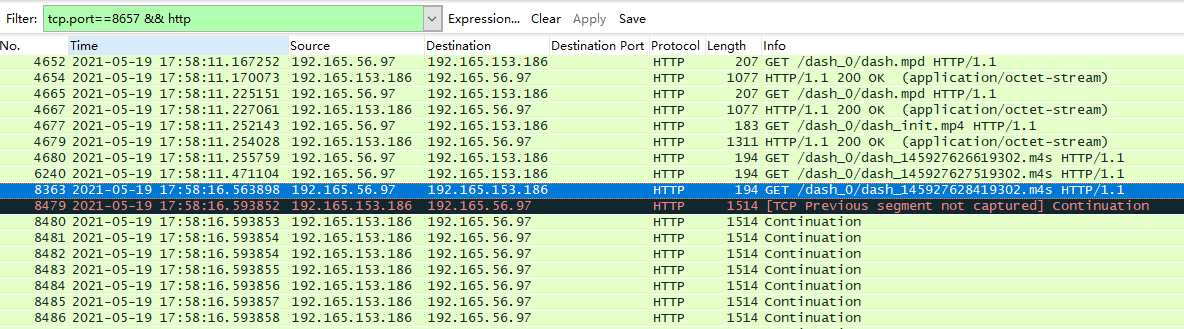 Filter: tcp.port==8657 && http Expression... Clear Apply Save
No. Time Source Destination Destination Port Protocol Length Info
4652 2021-05-19 17:58:11.167252 192.165.56.97 192.165.153.186 HTTP 207 GET /dash_0/dash.mpd HTTP/1.1
4654 2021-05-19 17:58:11.170073 192.165.153.186 192.165.56.97 HTTP 1077 HTTP/1.1 200 OK (application/octet-stream)
4665 2021-05-19 17:58:11.225151 192.165.56.97 192.165.153.186 HTTP 207 GET /dash_0/dash.mpd HTTP/1.1
4667 2021-05-19 17:58:11.227061 192.165.153.186 192.165.56.97 HTTP 1077 HTTP/1.1 200 OK (application/octet-stream)
4677 2021-05-19 17:58:11.252143 192.165.56.97 192.165.153.186 HTTP 183 GET /dash_0/dash_init.mp4 HTTP/1.1
4679 2021-05-19 17:58:11.254028 192.165.153.186 192.165.56.97 HTTP 1311 HTTP/1.1 200 OK (application/octet-stream)
4680 2021-05-19 17:58:11.255759 192.165.56.97 192.165.153.186 HTTP 194 GET /dash_0/dash_145927626619302.m4s HTTP/1.1
6240 2021-05-19 17:58:11.471104 192.165.56.97 192.165.153.186 HTTP 194 GET /dash_0/dash_145927627519302.m4s HTTP/1.1
8363 2021-05-19 17:58:16.563898 192.165.56.97 192.165.153.186 HTTP 194 GET /dash_0/dash_145927628419302.m4s HTTP/1.1
8479 2021-05-19 17:58:16.593852 192.165.153.186 192.165.56.97 HTTP 1514 [TCP Previous segment not captured] Continuation
8480 2021-05-19 17:58:16.593854 192.165.153.186 192.165.56.97 HTTP 1514 Continuation
8481 2021-05-19 17:58:16.593854 192.165.153.186 192.165.56.97 HTTP 1514 Continuation
8482 2021-05-19 17:58:16.593854 192.165.153.186 192.165.56.97 HTTP 1514 Continuation
8483 2021-05-19 17:58:16.593855 192.165.153.186 192.165.56.97 HTTP 1514 Continuation
8484 2021-05-19 17:58:16.593856 192.165.153.186 192.165.56.97 HTTP 1514 Continuation
8485 2021-05-19 17:58:16.593857 192.165.153.186 192.165.56.97 HTTP 1514 Continuation
8486 2021-05-19 17:58:16.593858 192.165.153.186 192.165.56.97 HTTP 1514 Continuation